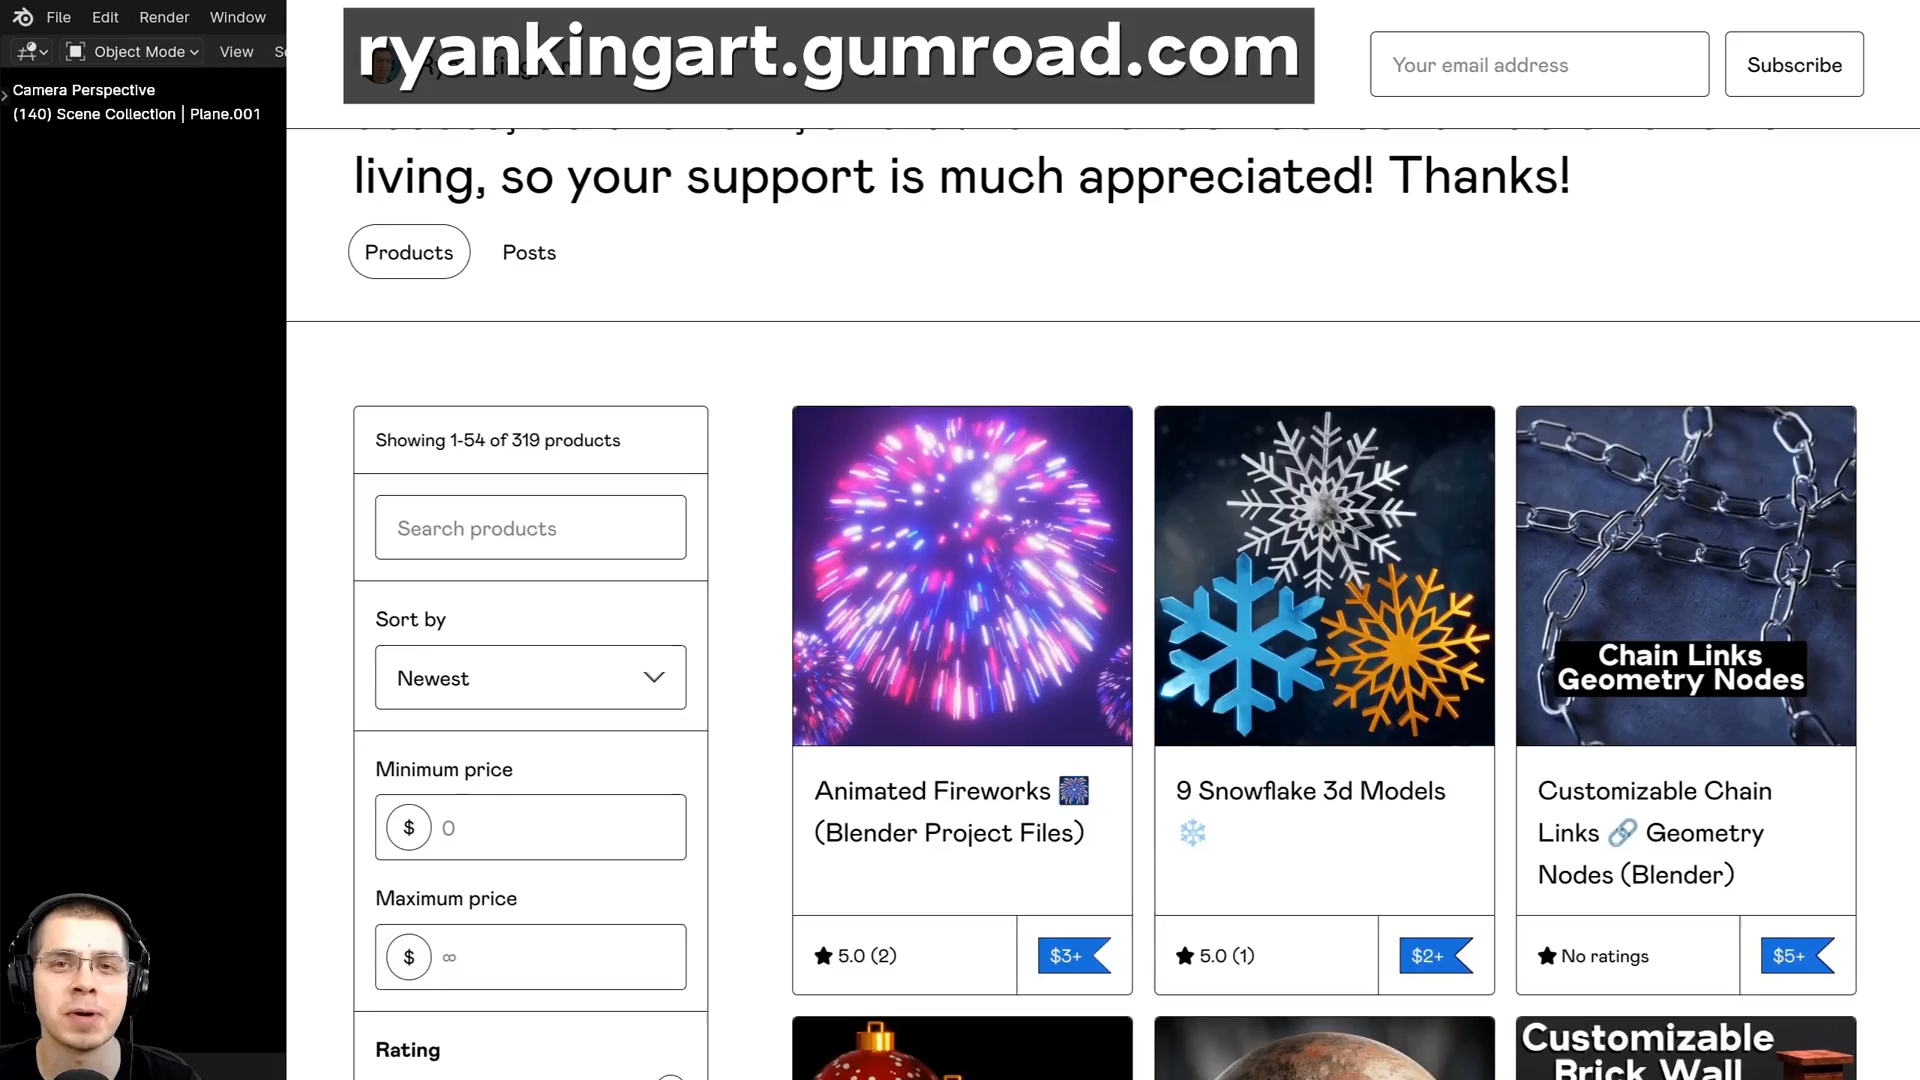 File Edit Render Window
Object Mode View
Camera Perspective
(140) Scene Collection | Plane.001
ryankingart.gumroad.com
Your email address
Subscribe
living, so your support is much appreciated! Thanks!
Products Posts
Showing 1-54 of 319 products
Search products
Sort by
Newest
Minimum price
$ 0
Maximum price
$ ∞
Rating
Chain Links
Geometry Nodes
Animated Fireworks 🎆
(Blender Project Files)
5.0 (2) $3+
9 Snowflake 3d Models
❄️
5.0 (1) $2+
Customizable Chain
Links 🔗 Geometry
Nodes (Blender)
No ratings $5+
Customizable
Brick Wall